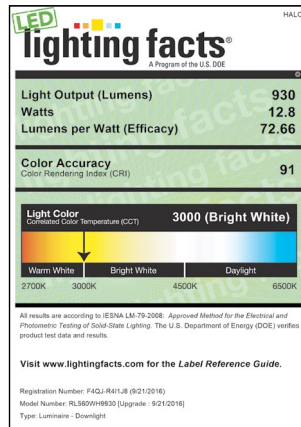 HALO
LED
lighting facts®
A Program of the U.S. DOE
Light Output (Lumens) 930
Watts 12.8
Lumens per Watt (Efficacy) 72.66
Color Accuracy
Color Rendering Index (CRI) 91
Light Color
Correlated Color Temperature (CCT) 3000 (Bright White)
Warm White Bright White Daylight
2700K 3000K 4500K 6500K
All results are according to IESNA LM-79-2008: Approved Method for the Electrical and
Photometric Testing of Solid-State Lighting. The U.S. Department of Energy (DOE) verifies
product test data and results.
Visit www.lightingfacts.com for the Label Reference Guide.
Registration Number: F4QJ-R4I1J8 (9/21/2016)
Model Number: RL560WH9930 [Upgrade : 9/21/2016]
Type: Luminaire - Downlight